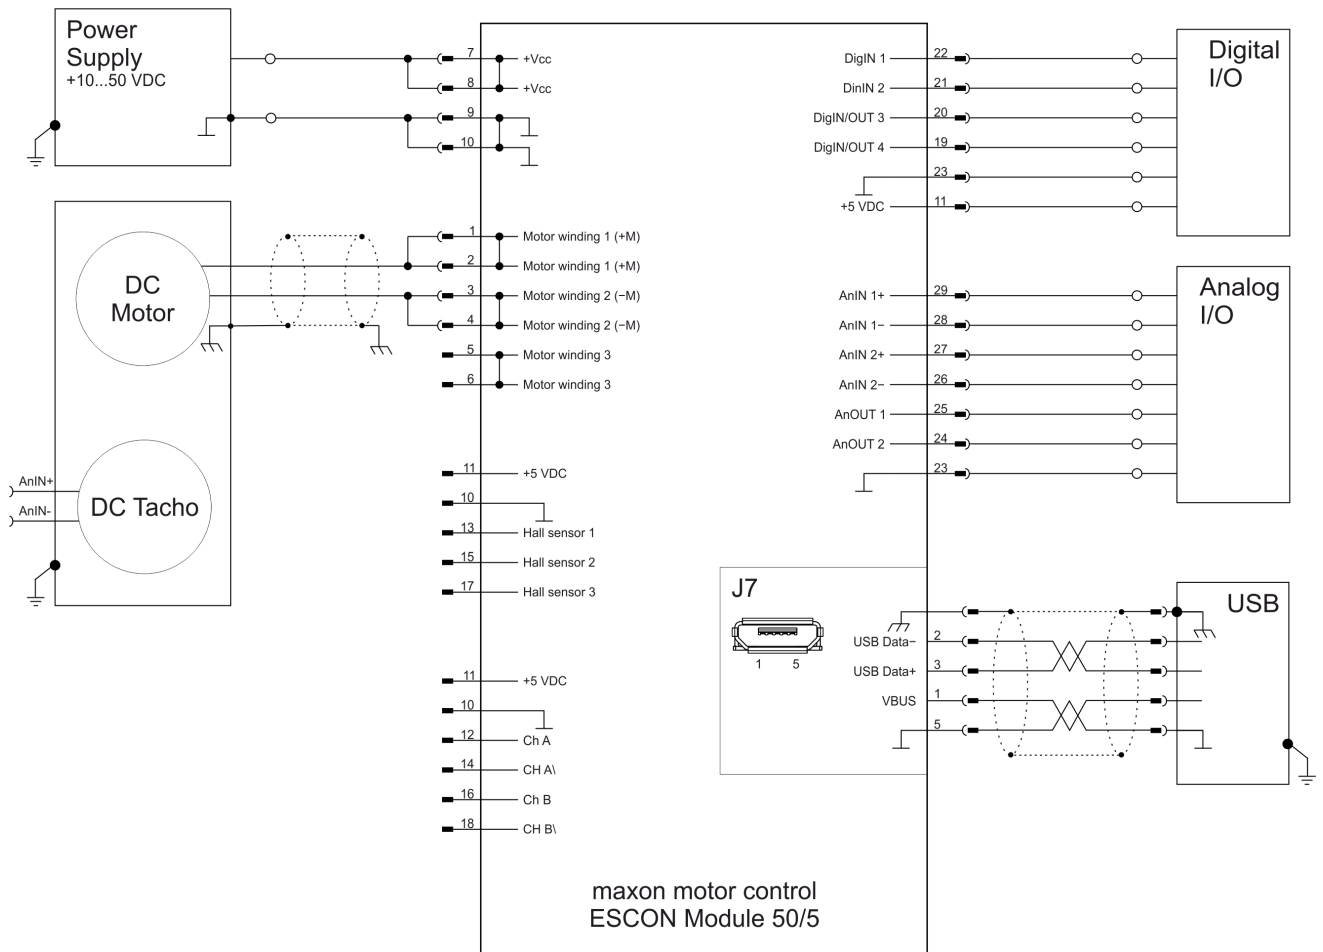 Power
Supply
+10...50 VDC
7 +Vcc
8 +Vcc
9
10
DC
Motor
1 Motor winding 1 (+M)
2 Motor winding 1 (+M)
3 Motor winding 2 (−M)
4 Motor winding 2 (−M)
5 Motor winding 3
6 Motor winding 3
AnIN+
AnIN-
DC Tacho
11 +5 VDC
10
13 Hall sensor 1
15 Hall sensor 2
17 Hall sensor 3
11 +5 VDC
10
12 Ch A
14 CH A\
16 Ch B
18 CH B\
DigIN 1 22
DinIN 2 21
DigIN/OUT 3 20
DigIN/OUT 4 19
23
+5 VDC 11
Digital
I/O
AnIN 1+ 29
AnIN 1− 28
AnIN 2+ 27
AnIN 2− 26
AnOUT 1 25
AnOUT 2 24
23
Analog
I/O
J7
1 5
USB Data− 2
USB Data+ 3
VBUS 1
5
USB
maxon motor control
ESCON Module 50/5